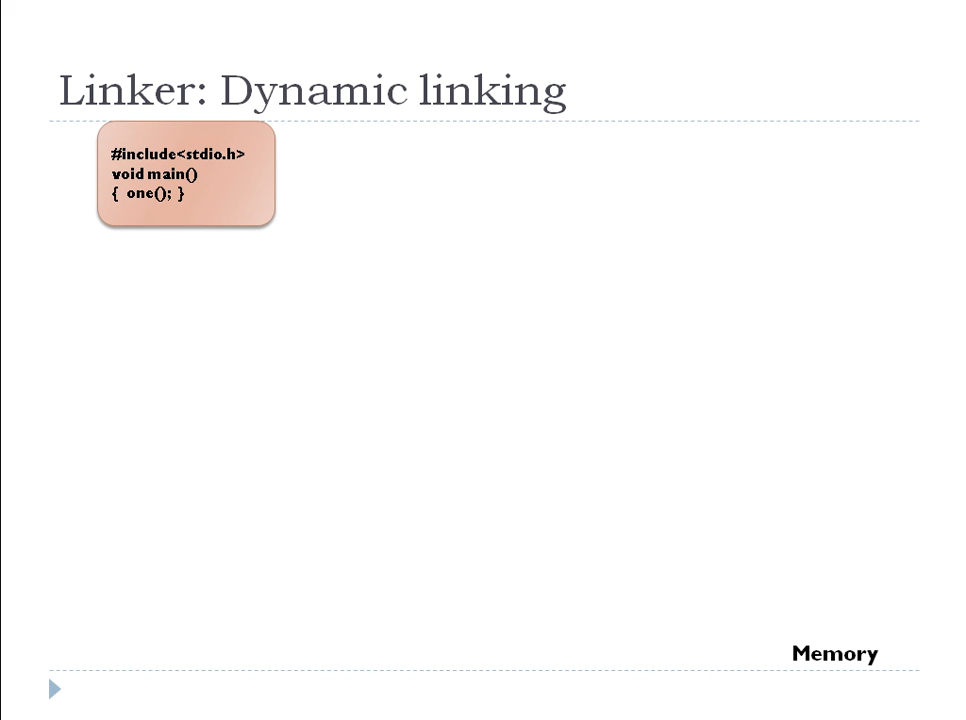 Linker: Dynamic linking
#include<stdio.h>
void main()
{ one(); }
Memory